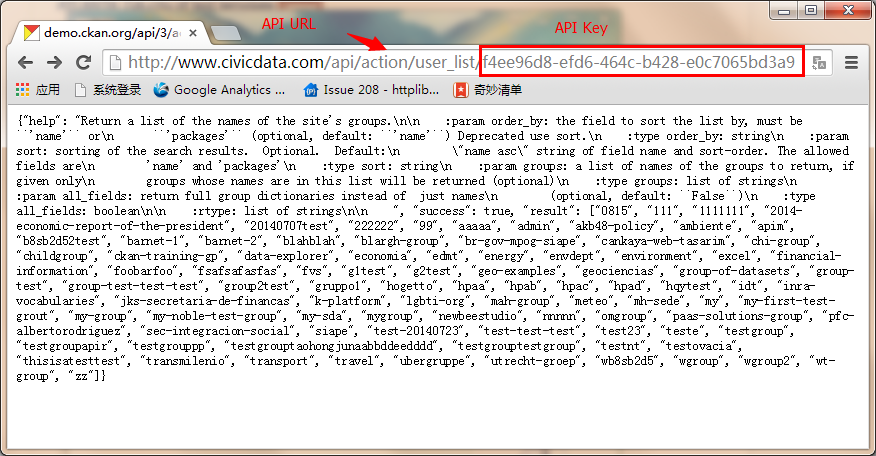 API URL
API Key
demo.ckan.org/api/3/a
http://www.civicdata.com/api/action/user_list/f4ee96d8-efd6-464c-b428-e0c7065bd3a9
应用 百度 系统登录 Google Analytics ... Issue 208 - httplib... 奇妙清单
{"help": "Return a list of the names of the site's groups.\n\n    :param order_by: the field to sort the list by, must be
``'name'`` or\n      ``'packages'`` (optional, default: ``'name'``) Deprecated use sort.\n    :type order_by: string\n    :param
sort: sorting of the search results.  Optional.  Default:\n        \"name asc\" string of field name and sort-order. The allowed
fields are\n        'name' and 'packages'\n    :type sort: string\n    :param groups: a list of names of the groups to return, if
given only\n        groups whose names are in this list will be returned (optional)\n    :type groups: list of strings\n
:param all_fields: return full group dictionaries instead of  just names\n        (optional, default: ``False``)\n    :type
all_fields: boolean\n\n    :rtype: list of strings\n\n    ", "success": true, "result": ["0815", "111", "1111111", "2014-
economic-report-of-the-president", "20140707test", "222222", "99", "aaaaa", "admin", "akb48-policy", "ambiente", "apim",
"b8sb2d52test", "barnet-1", "barnet-2", "blahblah", "blargh-group", "br-gov-mpog-siape", "cankaya-web-tasarim", "chi-group",
"childgroup", "ckan-training-gp", "data-explorer", "economia", "edmt", "energy", "envdept", "environment", "excel", "financial-
information", "foobarfoo", "fsafsafasfas", "fvs", "g1test", "g2test", "geo-examples", "geociencias", "group-of-datasets", "group-
test", "group-test-test-test", "group2test", "gruppo1", "hogetto", "hpaa", "hpab", "hpac", "hpad", "hqytest", "idt", "inra-
vocabularies", "jks-secretaria-de-financas", "k-platform", "lgbti-org", "mah-group", "meteo", "mh-sede", "my", "my-first-test-
grout", "my-group", "my-noble-test-group", "my-sda", "mygroup", "newbeestudio", "nnnnn", "omgroup", "paas-solutions-group", "pfc-
albertorodriguez", "sec-integracion-social", "siape", "test-20140723", "test-test-test", "test23", "teste", "testgroup",
"testgroupapir", "testgrouppp", "testgrouptaohongjunaabbddeedddd", "testgrouptestgroup", "testnt", "testovacia",
"thisisatesttest", "transmilenio", "transport", "travel", "ubergruppe", "utrecht-groep", "wb8sb2d5", "wgroup", "wgroup2", "wt-
group", "zz"]}